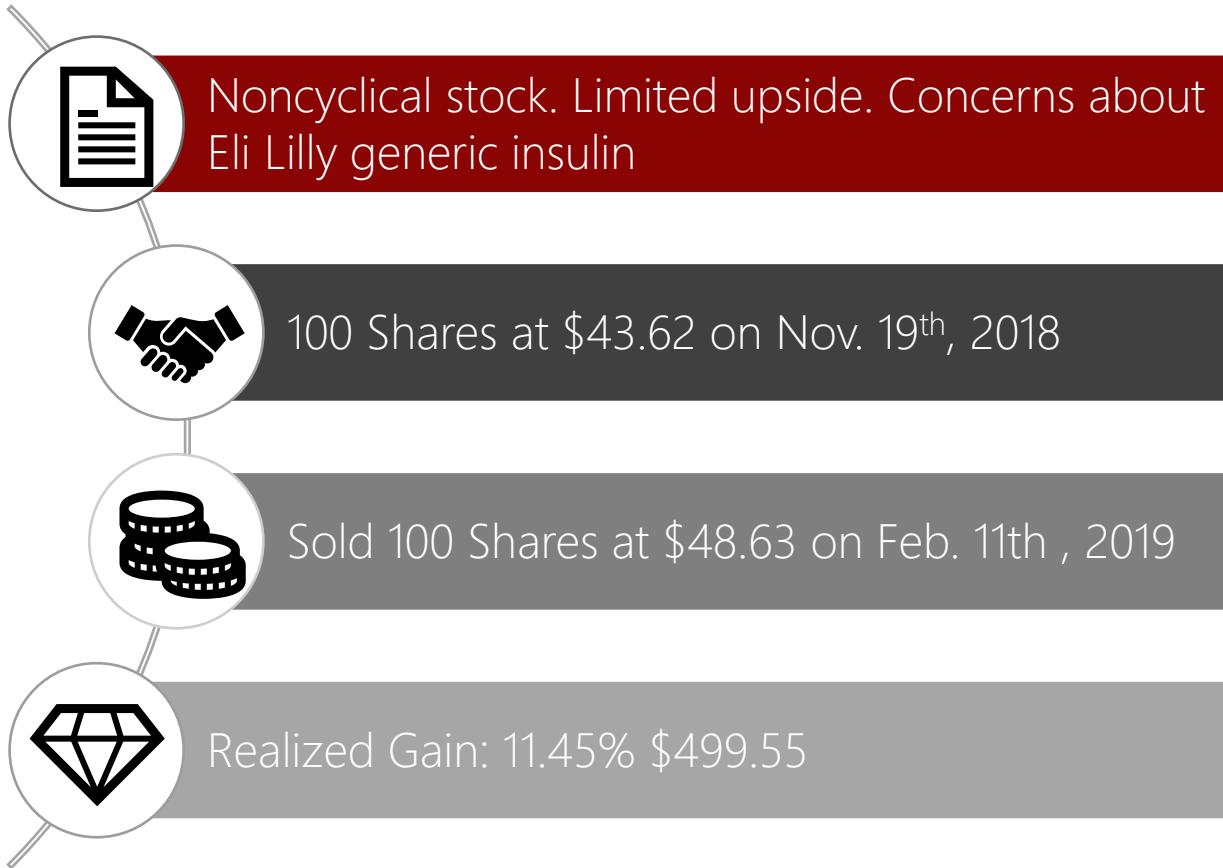 Noncyclical stock. Limited upside. Concerns about
Eli Lilly generic insulin
100 Shares at $43.62 on Nov. 19th, 2018
Sold 100 Shares at $48.63 on Feb. 11th , 2019
Realized Gain: 11.45% $499.55